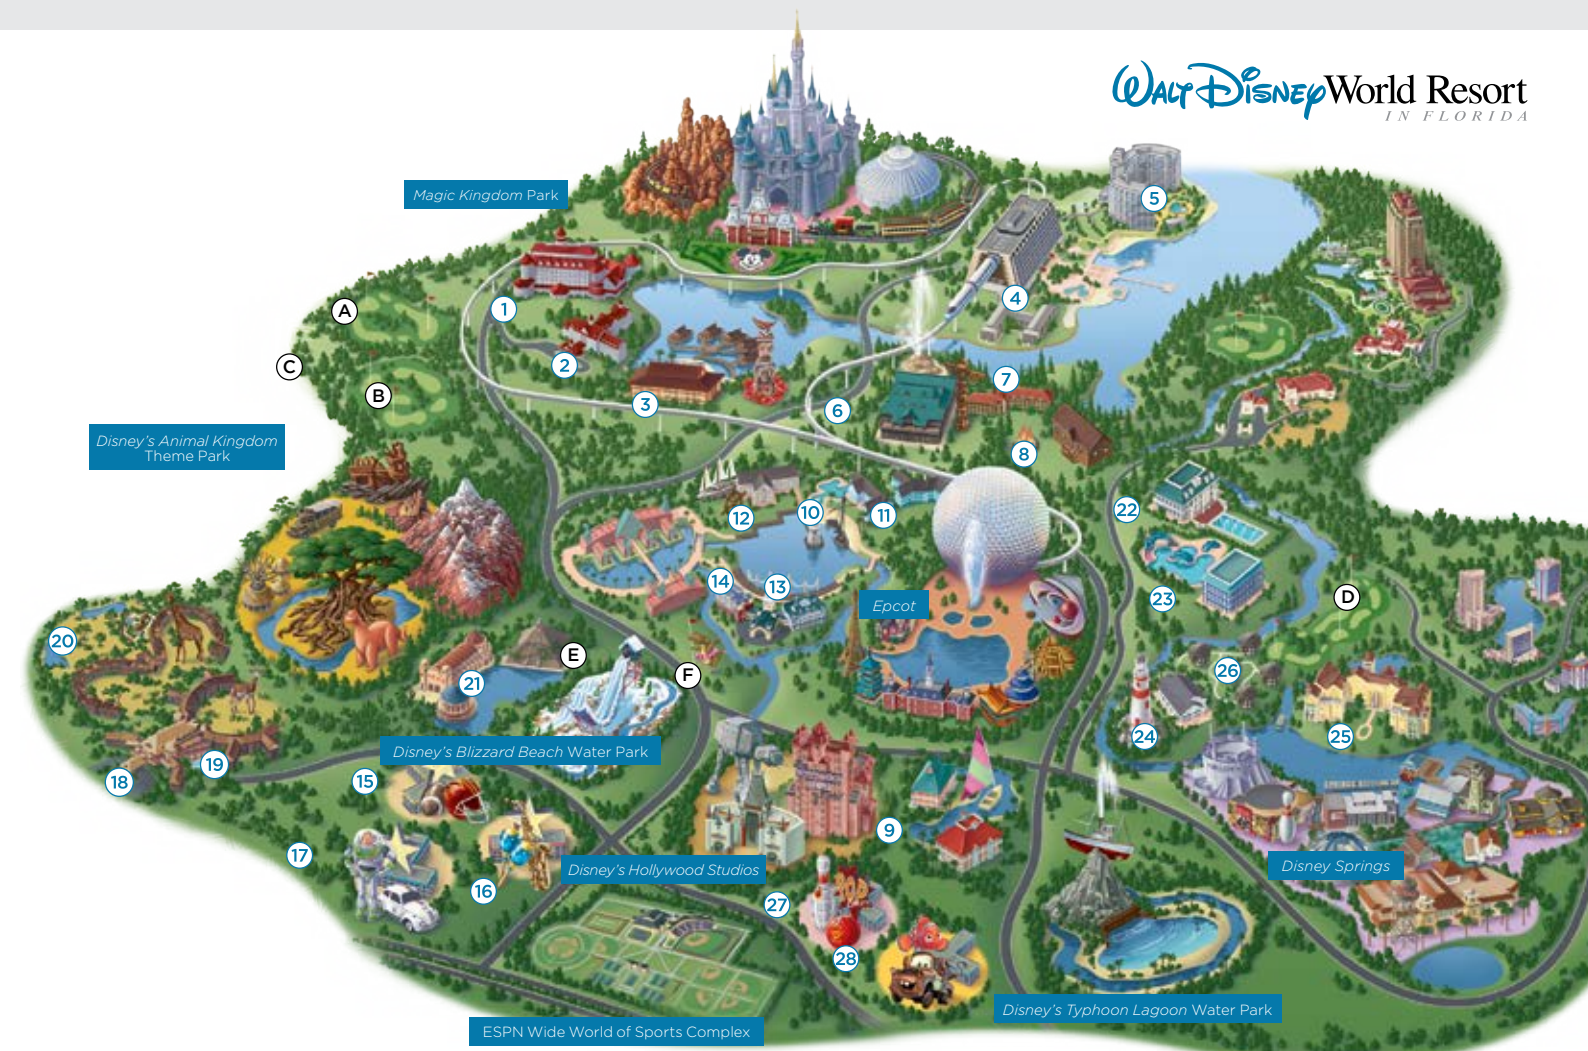 WALT DISNEY World Resort
IN FLORIDA
Magic Kingdom Park
5
A
1
4
C
2
7
B
3
6
Disney's Animal Kingdom
Theme Park
8
12
10
11
22
14
13
23
D
Epcot
20
E
26
21
F
24
25
Disney's Blizzard Beach Water Park
19
18
15
9
17
Disney's Hollywood Studios
Disney Springs
16
27
28
Disney's Typhoon Lagoon Water Park
ESPN Wide World of Sports Complex